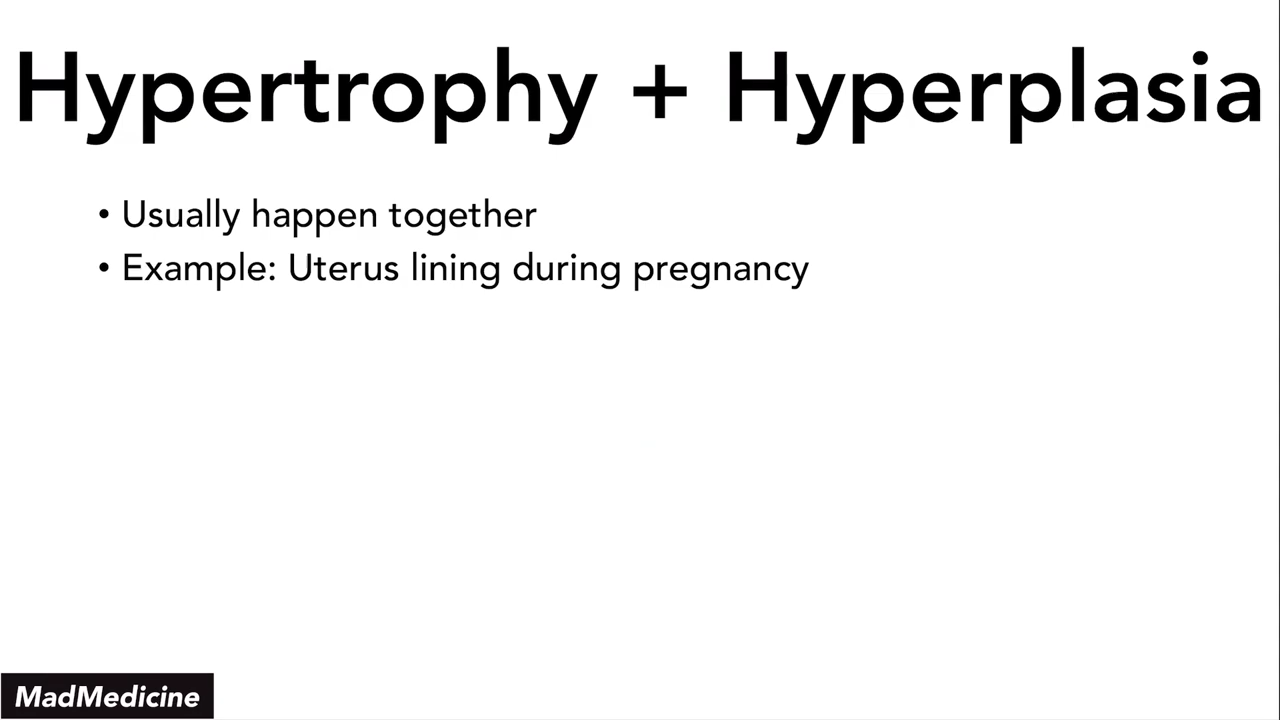 Hypertrophy + Hyperplasia
• Usually happen together
• Example: Uterus lining during pregnancy
MadMedicine